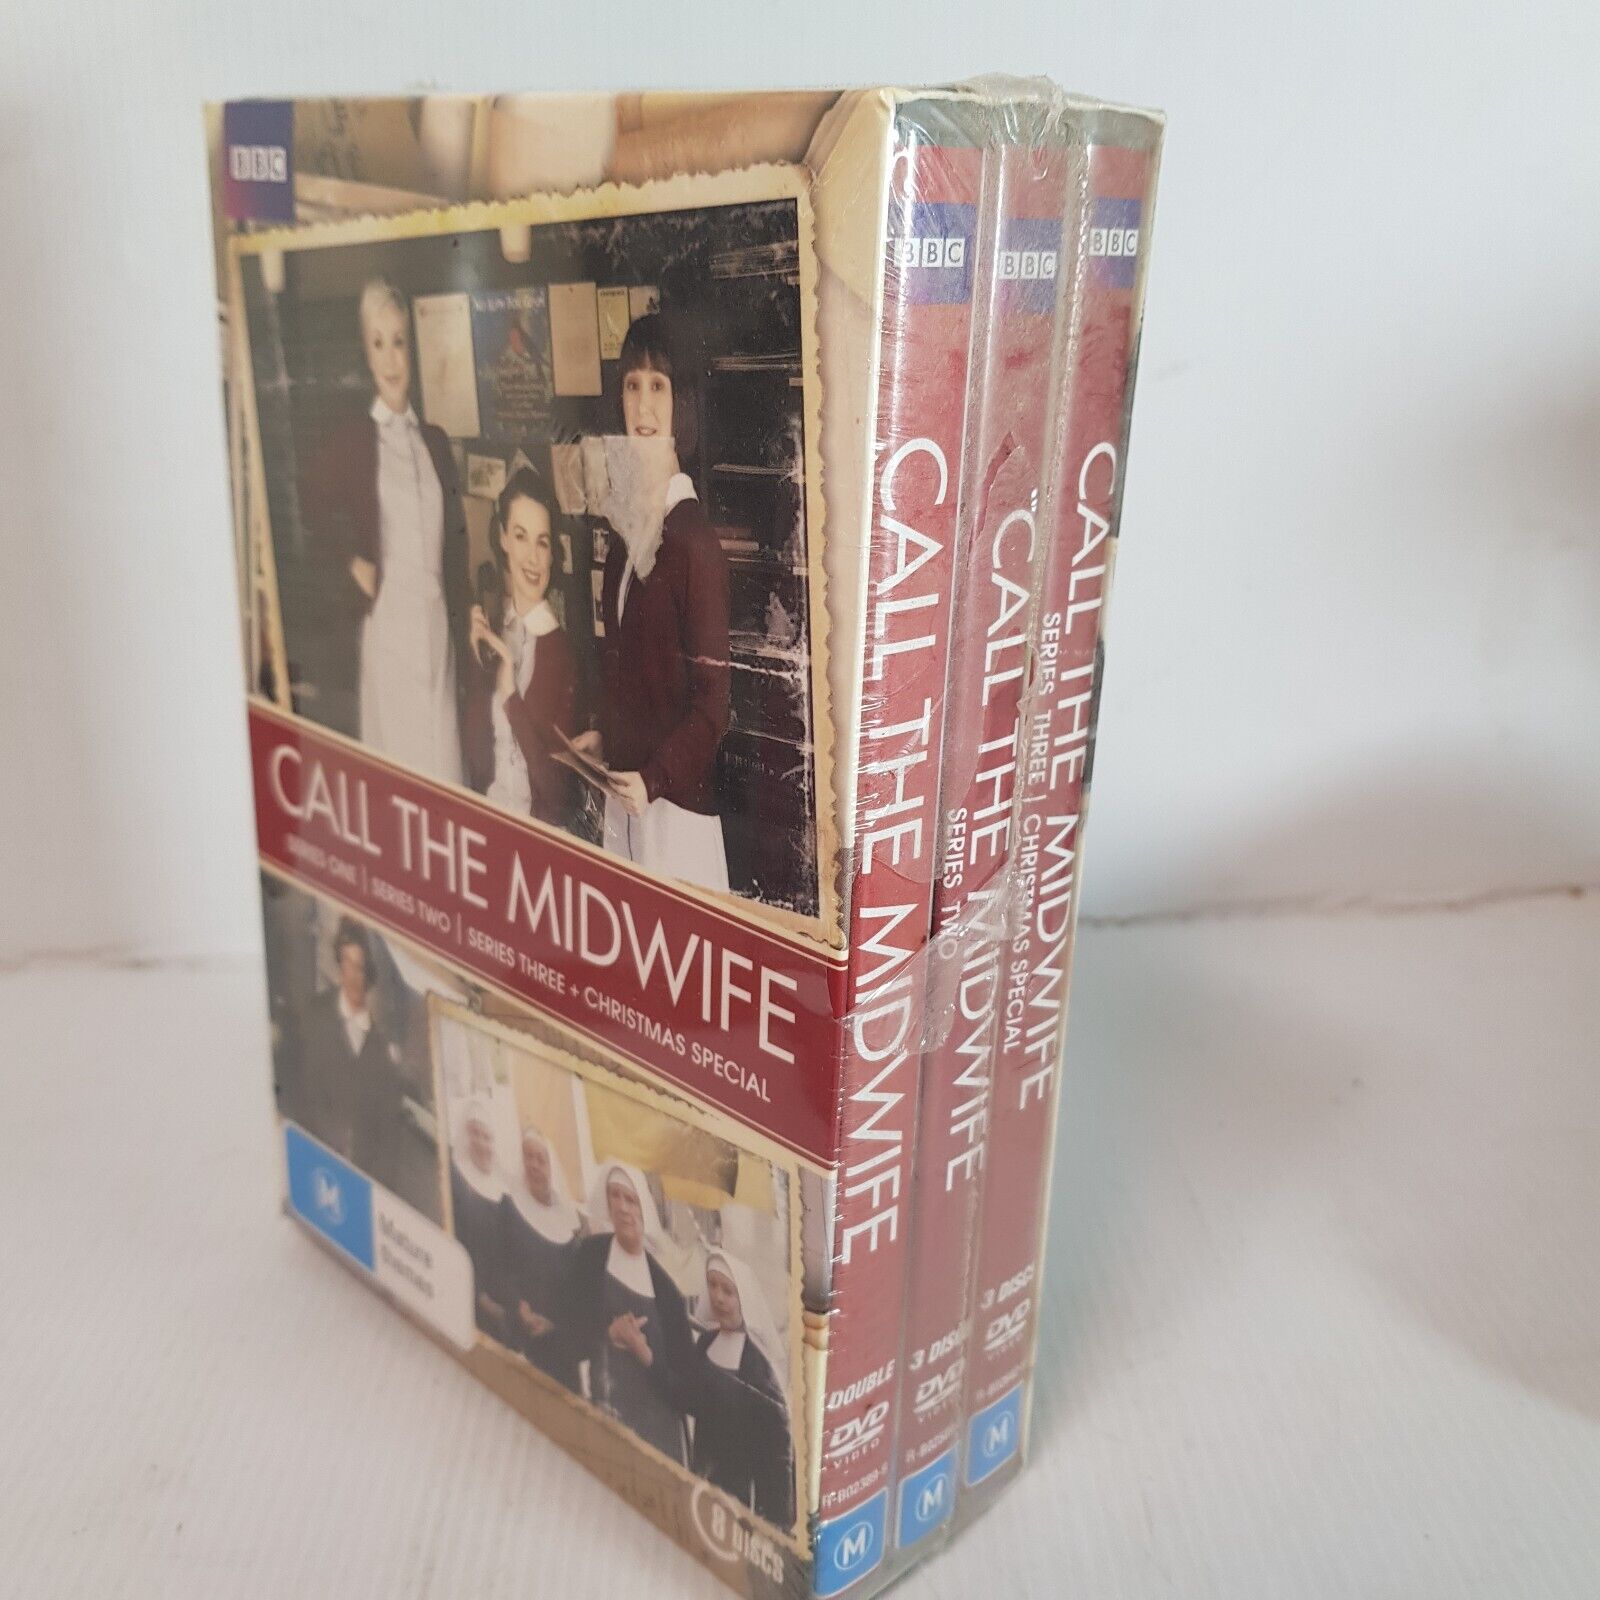 BBC
CALL THE MIDWIFE
SERIES ONE | SERIES TWO | SERIES THREE + CHRISTMAS SPECIAL
M
Mature themes
8 DISCS
BBC
CALL THE MIDWIFE
DOUBLE
DVD
VIDEO
M
BBC
CALL THE MIDWIFE
SERIES TWO
3 DISC
DVD
VIDEO
M
BBC
CALL THE MIDWIFE
SERIES THREE | CHRISTMAS SPECIAL
3 DISCS
DVD
VIDEO
M